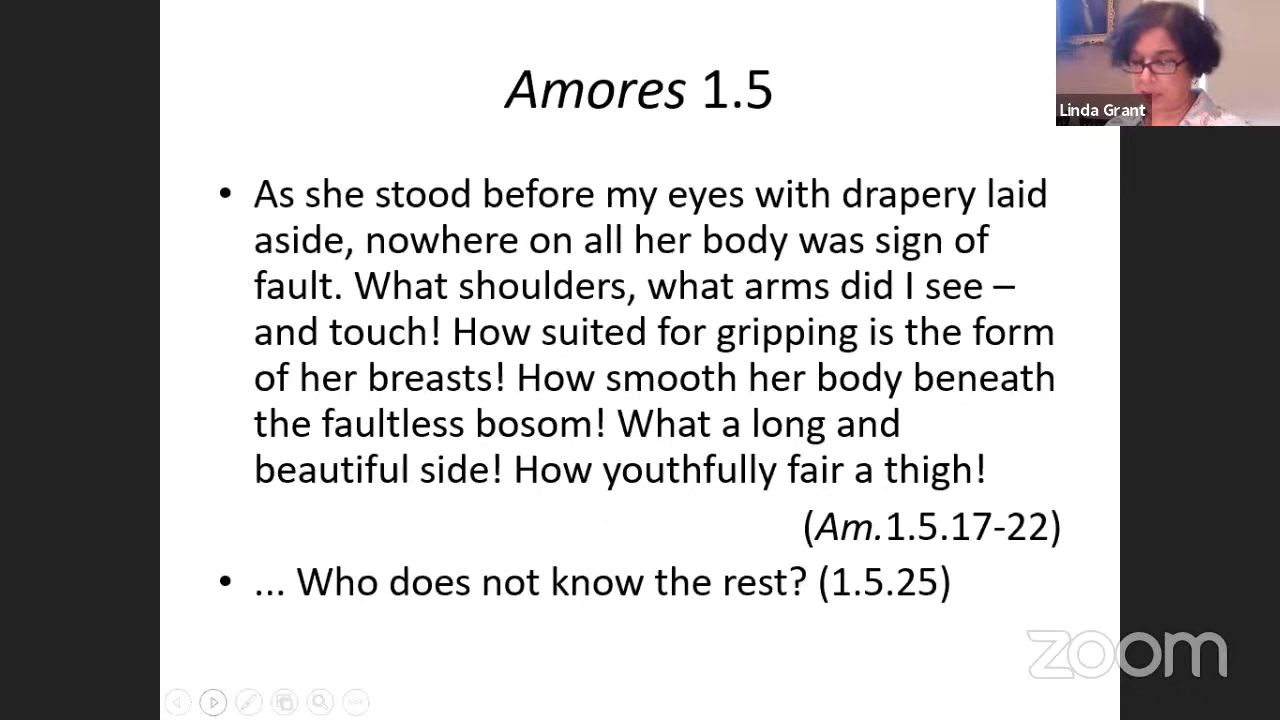 Amores 1.5
Linda Grant
• As she stood before my eyes with drapery laid
aside, nowhere on all her body was sign of
fault. What shoulders, what arms did I see –
and touch! How suited for gripping is the form
of her breasts! How smooth her body beneath
the faultless bosom! What a long and
beautiful side! How youthfully fair a thigh!
(Am.1.5.17-22)
• ... Who does not know the rest? (1.5.25)
zoom